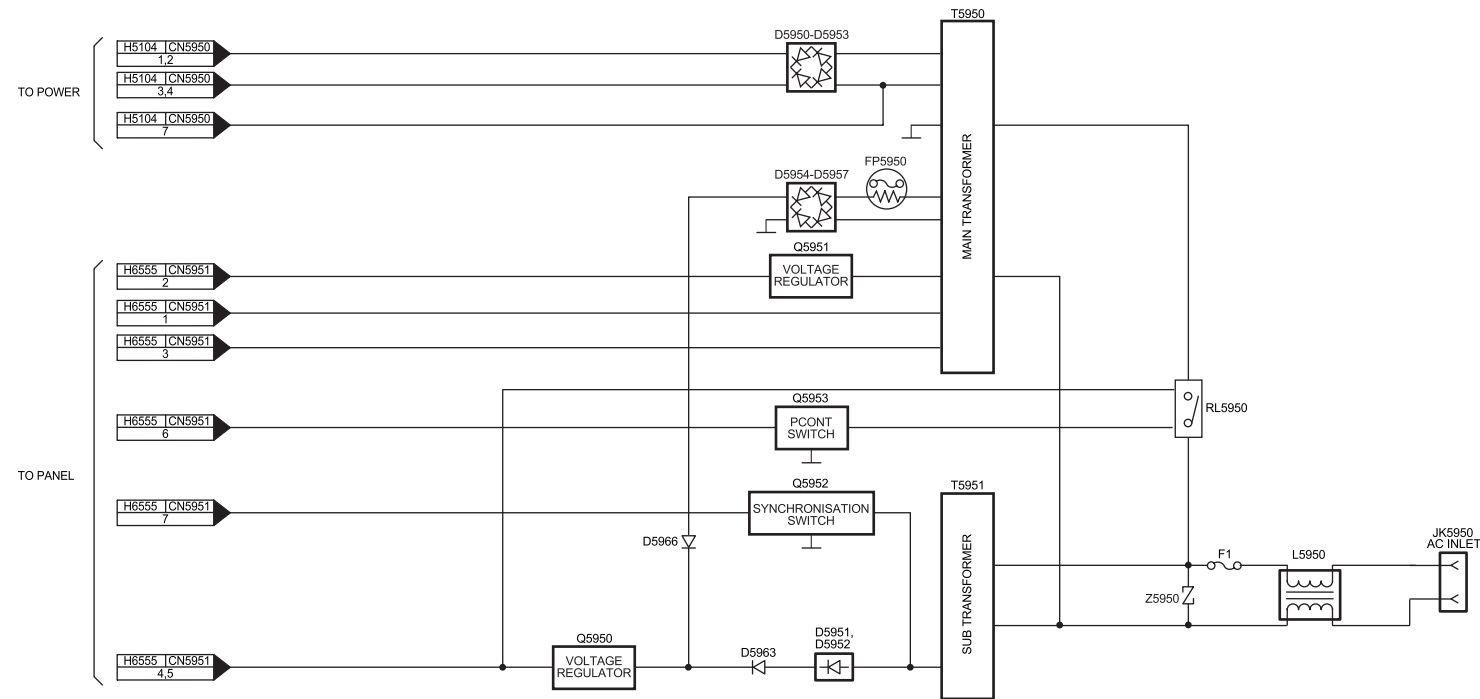 T5950
D5950-D5953
H5104 CN5950
1,2
H5104 CN5950
3,4
TO POWER
H5104 CN5950
7
MAIN TRANSFORMER
FP5950
D5954-D5957
Q5951
VOLTAGE
REGULATOR
H6555 CN5951
2
H6555 CN5951
1
H6555 CN5951
3
Q5953
PCONT
SWITCH
RL5950
H6555 CN5951
6
TO PANEL
Q5952
SYNCHRONISATION
SWITCH
T5951
H6555 CN5951
7
D5966
SUB TRANSFORMER
F1
L5950
JK5950
AC INLET
Z5950
Q5950
VOLTAGE
REGULATOR
D5963
D5951,
D5952
H6555 CN5951
4,5